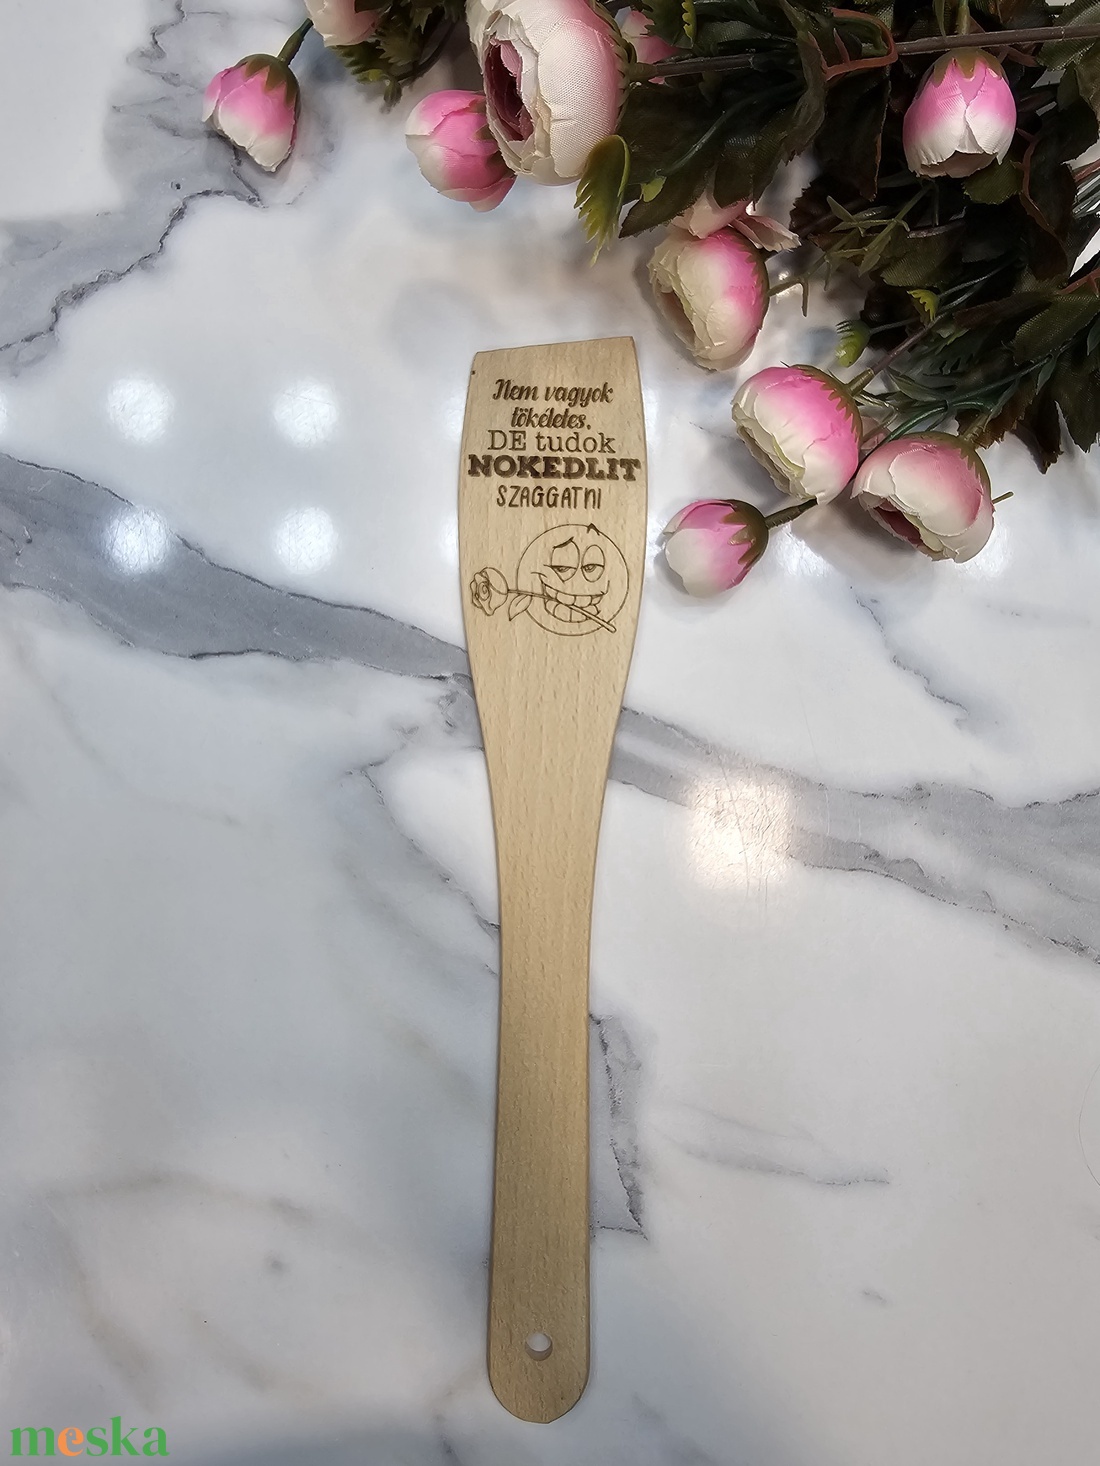 Nem vagyok
tökéletes,
DE tudok
NOKEDLIT
SZAGGATNI
meska